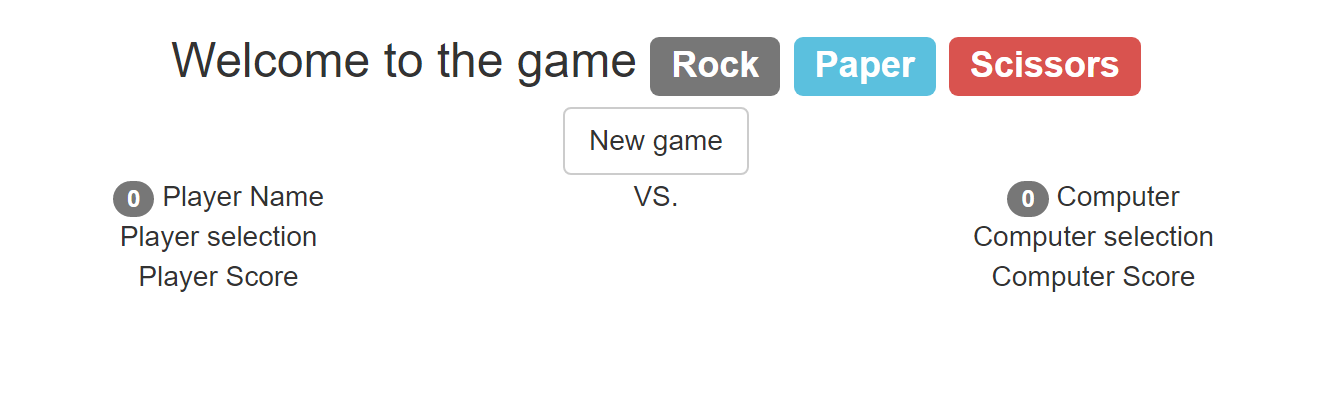 Welcome to the game Rock Paper Scissors
New game
0 Player Name VS. 0 Computer
Player selection Computer selection
Player Score Computer Score